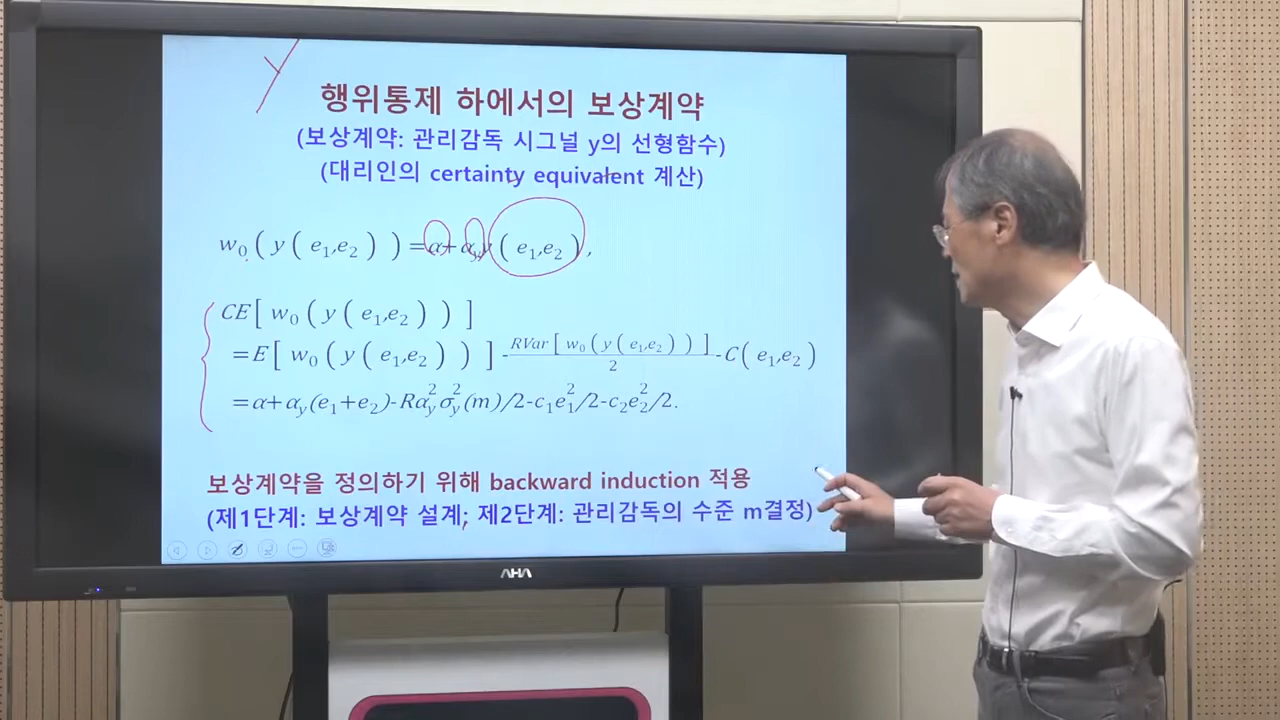 y
행위통제 하에서의 보상계약
(보상계약: 관리감독 시그널 y의 선형함수)
(대리인의 certainty equivalent 계산)
w₀(y(e₁,e₂))=α+α_y y(e₁,e₂),
CE[w₀(y(e₁,e₂))]
=E[w₀(y(e₁,e₂))]-RVar[w₀(y(e₁,e₂))]/2-C(e₁,e₂)
=α+α_y(e₁+e₂)-Rα_y²σ_y²(m)/2-c₁e₁²/2-c₂e₂²/2.
보상계약을 정의하기 위해 backward induction 적용
(제1단계: 보상계약 설계; 제2단계: 관리감독의 수준 m결정)
AHA